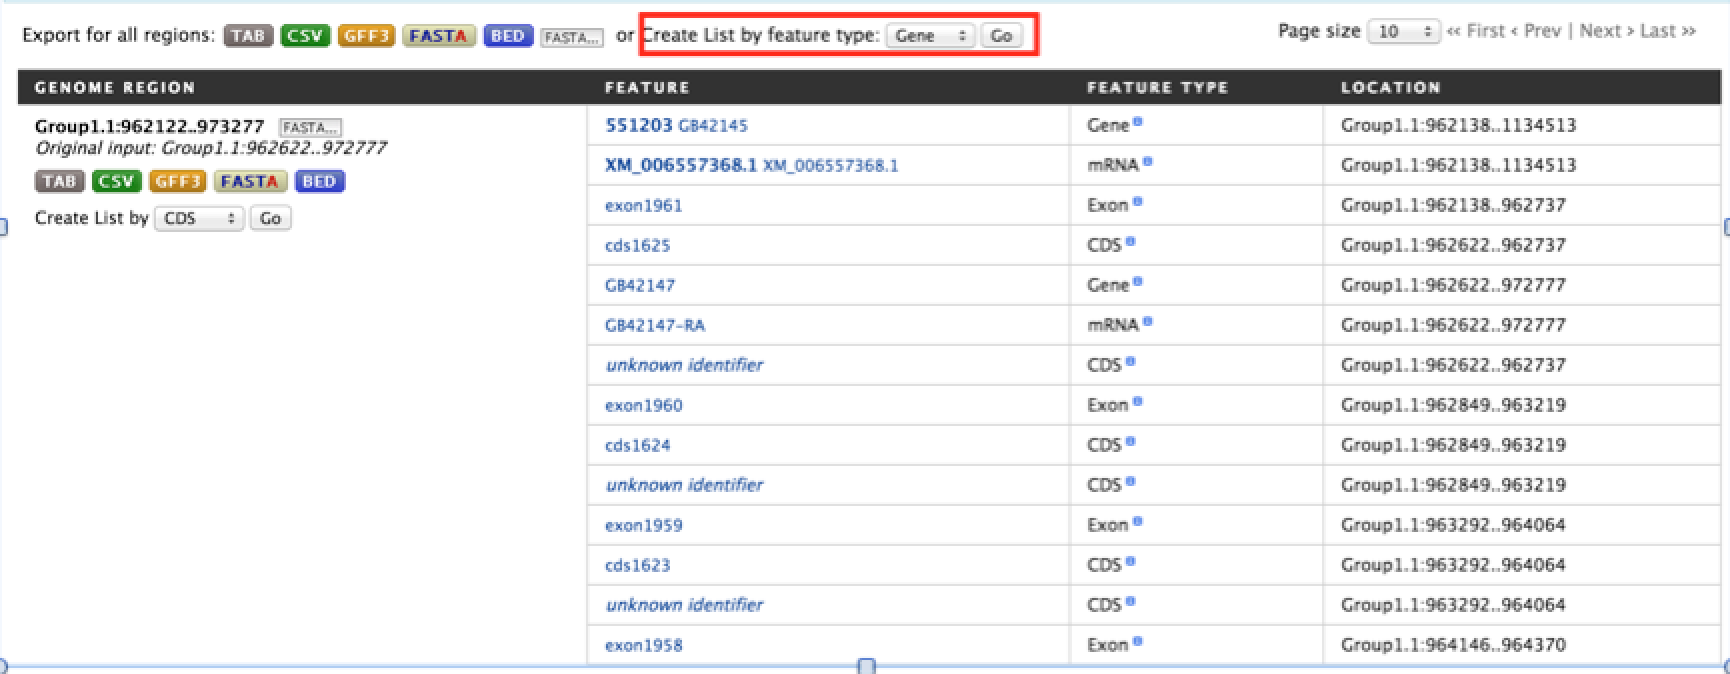 Export for all regions: TAB CSV GFF3 FASTA BED FASTA... or Create List by feature type: Gene Go Page size 10 << First < Prev | Next > Last >>
GENOME REGION FEATURE FEATURE TYPE LOCATION
Group1.1:962122..973277 FASTA...
Original input: Group1.1:962622..972777
TAB CSV GFF3 FASTA BED
Create List by CDS Go
551203 GB42145 Gene Group1.1:962138..1134513
XM_006557368.1 XM_006557368.1 mRNA Group1.1:962138..1134513
exon1961 Exon Group1.1:962138..962737
cds1625 CDS Group1.1:962622..962737
GB42147 Gene Group1.1:962622..972777
GB42147-RA mRNA Group1.1:962622..972777
unknown identifier CDS Group1.1:962622..962737
exon1960 Exon Group1.1:962849..963219
cds1624 CDS Group1.1:962849..963219
unknown identifier CDS Group1.1:962849..963219
exon1959 Exon Group1.1:963292..964064
cds1623 CDS Group1.1:963292..964064
unknown identifier CDS Group1.1:963292..964064
exon1958 Exon Group1.1:964146..964370